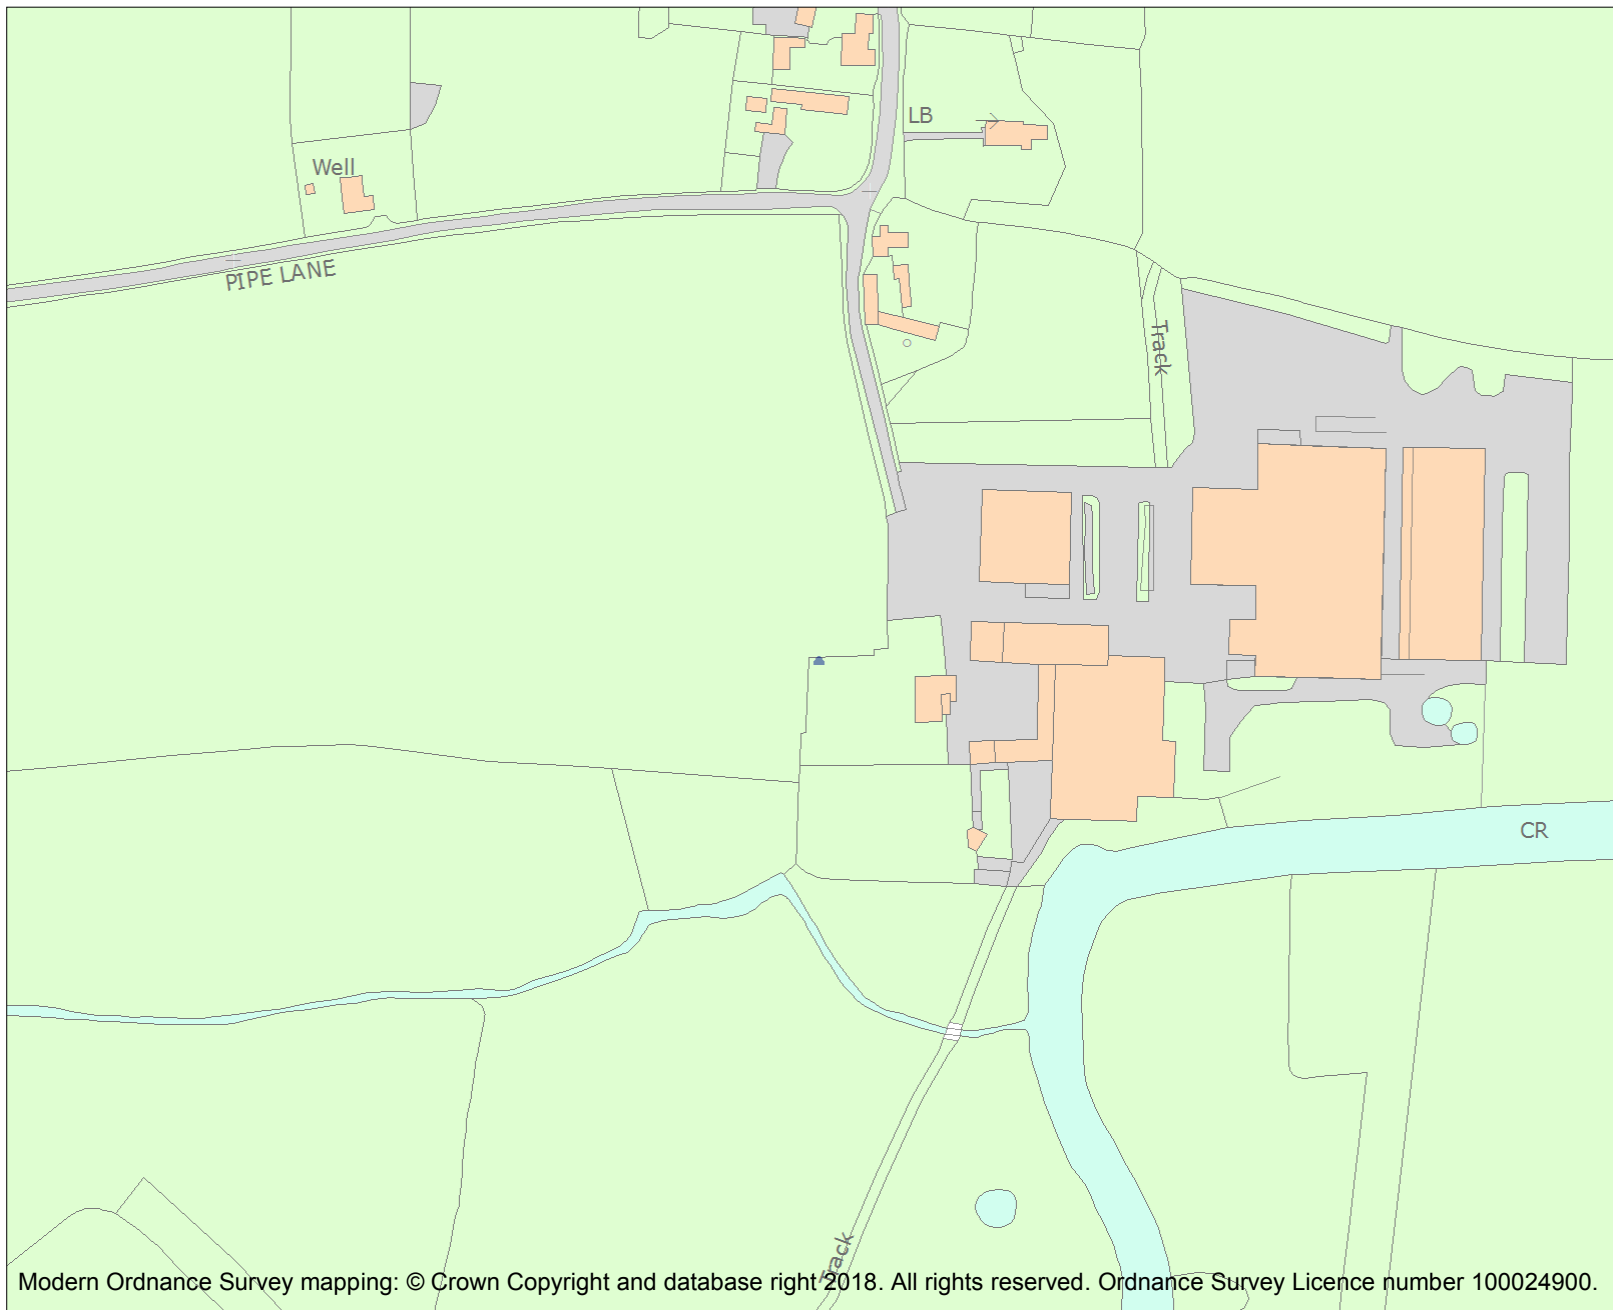 LB
Well
PIPE LANE
Track
CR
Track
Modern Ordnance Survey mapping: © Crown Copyright and database right 2018. All rights reserved. Ordnance Survey Licence number 100024900.